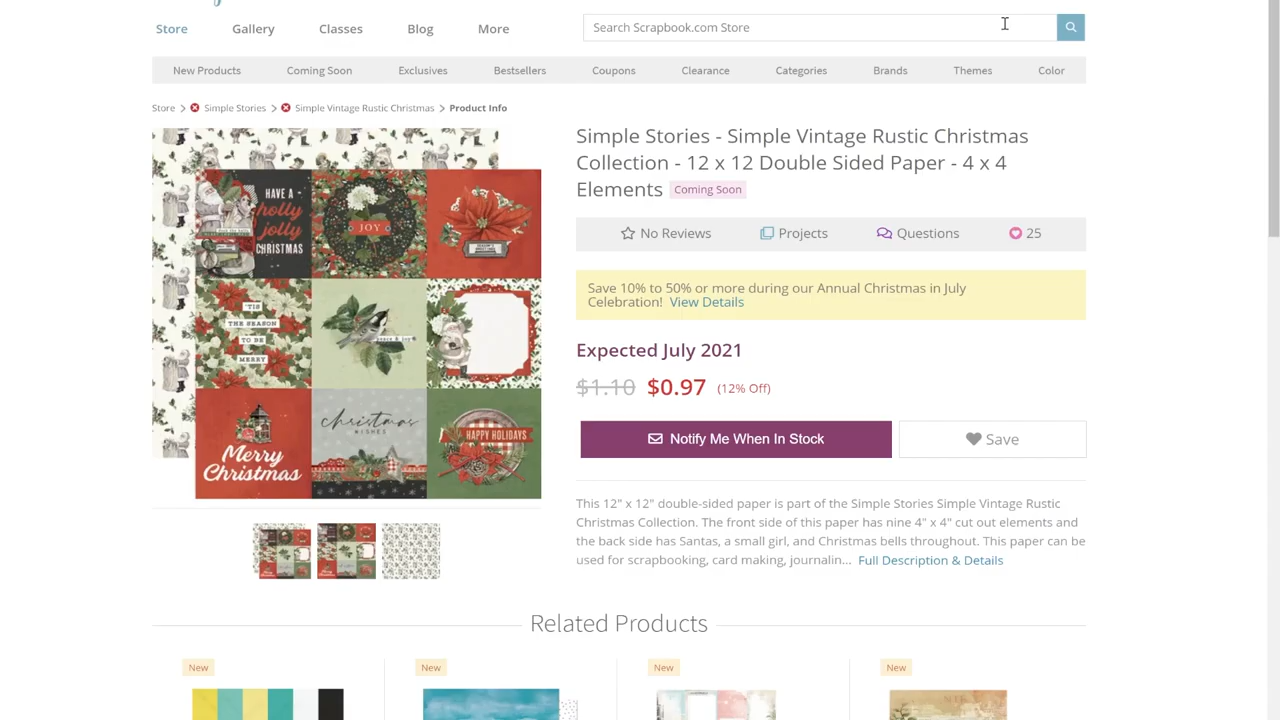 Store Gallery Classes Blog More
Search Scrapbook.com Store
New Products Coming Soon Exclusives Bestsellers Coupons Clearance Categories Brands Themes Color
Store > Simple Stories > Simple Vintage Rustic Christmas > Product Info
Simple Stories - Simple Vintage Rustic Christmas
Collection - 12 x 12 Double Sided Paper - 4 x 4
Elements Coming Soon
No Reviews Projects Questions 25
Save 10% to 50% or more during our Annual Christmas in July
Celebration! View Details
Expected July 2021
$1.10 $0.97 (12% Off)
Notify Me When In Stock Save
This 12" x 12" double-sided paper is part of the Simple Stories Simple Vintage Rustic
Christmas Collection. The front side of this paper has nine 4" x 4" cut out elements and
the back side has Santas, a small girl, and Christmas bells throughout. This paper can be
used for scrapbooking, card making, journalin... Full Description & Details
HAVE A
holly
jolly
CHRISTMAS
JOY
'TIS
THE SEASON
TO BE
MERRY
peace & joy
Merry
Christmas
christmas
WISHES
HAPPY HOLIDAYS
Related Products
New New New New